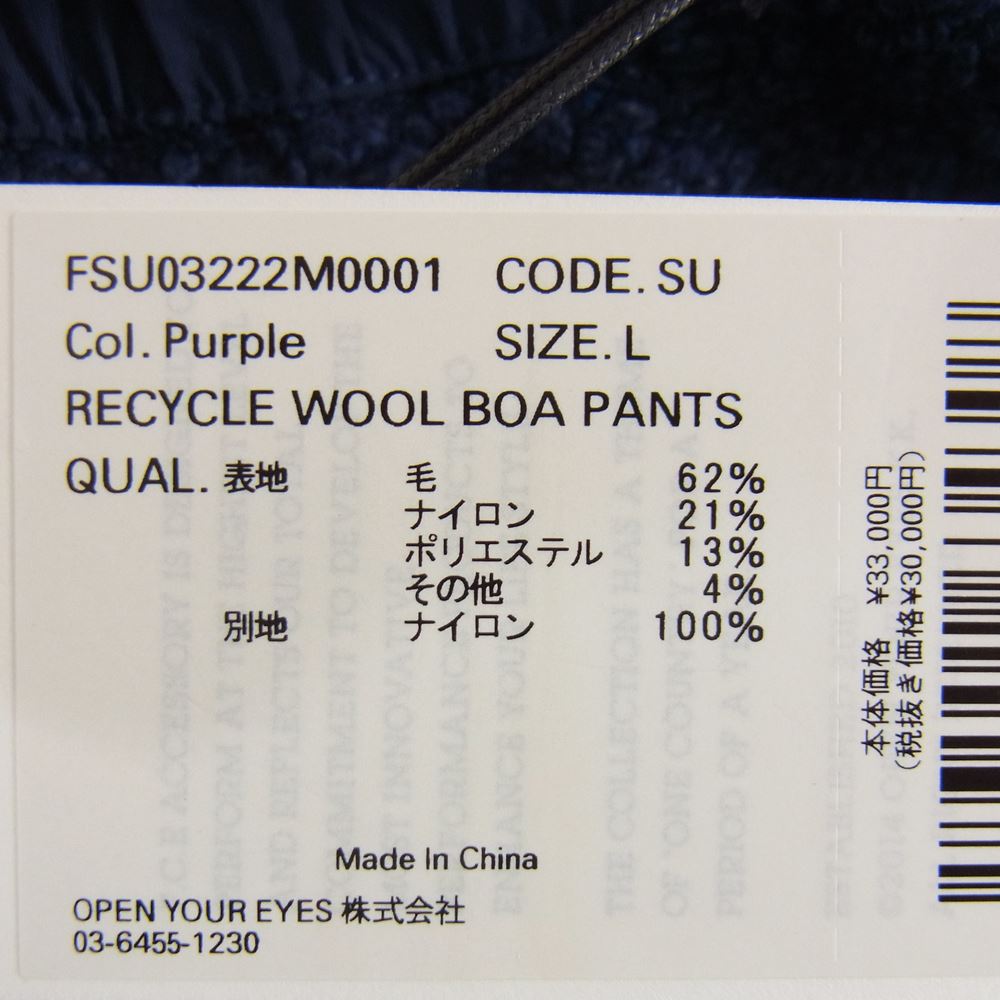 FSU03222M0001 CODE. SU
Col. Purple SIZE. L
RECYCLE WOOL BOA PANTS
QUAL. 表地 毛 62%
ナイロン 21%
ポリエステル 13%
その他 4%
別地 ナイロン 100%
本体価格 ¥33,000円
(税抜き価格¥30,000円)
Made In China
OPEN YOUR EYES 株式会社
03-6455-1230